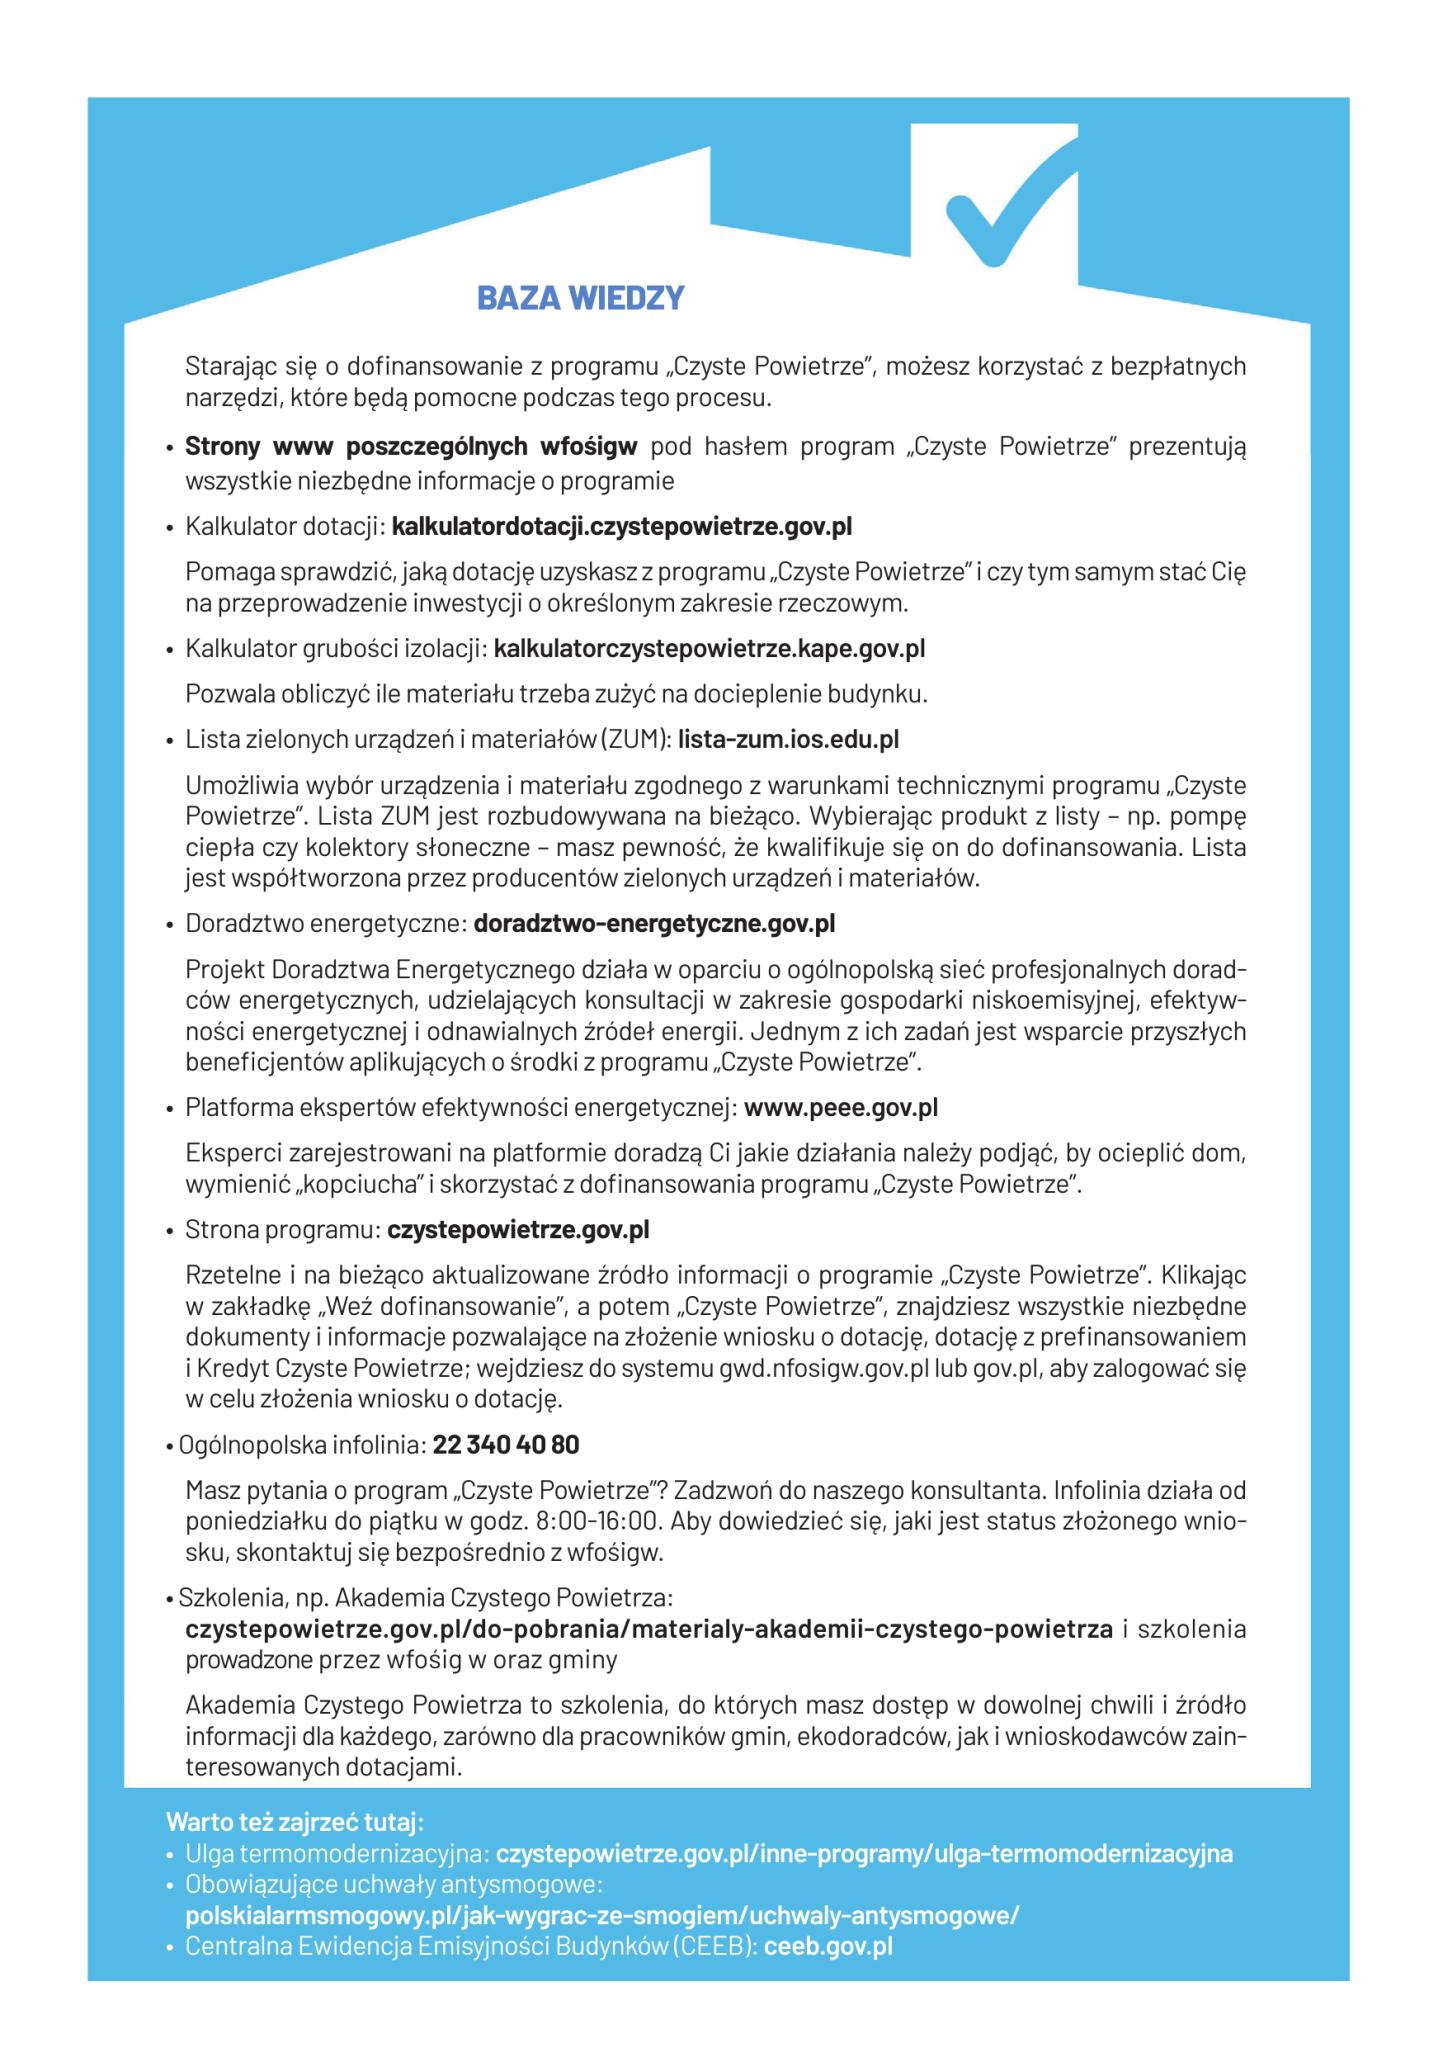 BAZA WIEDZY
Starając się o dofinansowanie z programu „Czyste Powietrze”, możesz korzystać z bezpłatnych
narzędzi, które będą pomocne podczas tego procesu.
• Strony www poszczególnych wfośigw pod hasłem program „Czyste Powietrze” prezentują
wszystkie niezbędne informacje o programie
• Kalkulator dotacji: kalkulatordotacji.czystepowietrze.gov.pl
Pomaga sprawdzić, jaką dotację uzyskasz z programu „Czyste Powietrze” i czy tym samym stać Cię
na przeprowadzenie inwestycji o określonym zakresie rzeczowym.
• Kalkulator grubości izolacji: kalkulatorczystepowietrze.kape.gov.pl
Pozwala obliczyć ile materiału trzeba zużyć na docieplenie budynku.
• Lista zielonych urządzeń i materiałów (ZUM): lista-zum.ios.edu.pl
Umożliwia wybór urządzenia i materiału zgodnego z warunkami technicznymi programu „Czyste
Powietrze”. Lista ZUM jest rozbudowywana na bieżąco. Wybierając produkt z listy – np. pompę
ciepła czy kolektory słoneczne – masz pewność, że kwalifikuje się on do dofinansowania. Lista
jest współtworzona przez producentów zielonych urządzeń i materiałów.
• Doradztwo energetyczne: doradztwo-energetyczne.gov.pl
Projekt Doradztwa Energetycznego działa w oparciu o ogólnopolską sieć profesjonalnych dorad-
ców energetycznych, udzielających konsultacji w zakresie gospodarki niskoemisyjnej, efektyw-
ności energetycznej i odnawialnych źródeł energii. Jednym z ich zadań jest wsparcie przyszłych
beneficjentów aplikujących o środki z programu „Czyste Powietrze”.
• Platforma ekspertów efektywności energetycznej: www.peee.gov.pl
Eksperci zarejestrowani na platformie doradzą Ci jakie działania należy podjąć, by ocieplić dom,
wymienić „kopciucha” i skorzystać z dofinansowania programu „Czyste Powietrze”.
• Strona programu: czystepowietrze.gov.pl
Rzetelne i na bieżąco aktualizowane źródło informacji o programie „Czyste Powietrze”. Klikając
w zakładkę „Weź dofinansowanie”, a potem „Czyste Powietrze”, znajdziesz wszystkie niezbędne
dokumenty i informacje pozwalające na złożenie wniosku o dotację, dotację z prefinansowaniem
i Kredyt Czyste Powietrze; wejdziesz do systemu gwd.nfosigw.gov.pl lub gov.pl, aby zalogować się
w celu złożenia wniosku o dotację.
• Ogólnopolska infolinia: 22 340 40 80
Masz pytania o program „Czyste Powietrze”? Zadzwoń do naszego konsultanta. Infolinia działa od
poniedziałku do piątku w godz. 8:00-16:00. Aby dowiedzieć się, jaki jest status złożonego wnio-
sku, skontaktuj się bezpośrednio z wfośigw.
• Szkolenia, np. Akademia Czystego Powietrza:
czystepowietrze.gov.pl/do-pobrania/materialy-akademii-czystego-powietrza i szkolenia
prowadzone przez wfośig w oraz gminy
Akademia Czystego Powietrza to szkolenia, do których masz dostęp w dowolnej chwili i źródło
informacji dla każdego, zarówno dla pracowników gmin, ekodoradców, jak i wnioskodawców zain-
teresowanych dotacjami.
Warto też zajrzeć tutaj:
• Ulga termomodernizacyjna: czystepowietrze.gov.pl/inne-programy/ulga-termomodernizacyjna
• Obowiązujące uchwały antysmogowe:
polskialarmsmogowy.pl/jak-wygrac-ze-smogiem/uchwaly-antysmogowe/
• Centralna Ewidencja Emisyjności Budynków (CEEB): ceeb.gov.pl